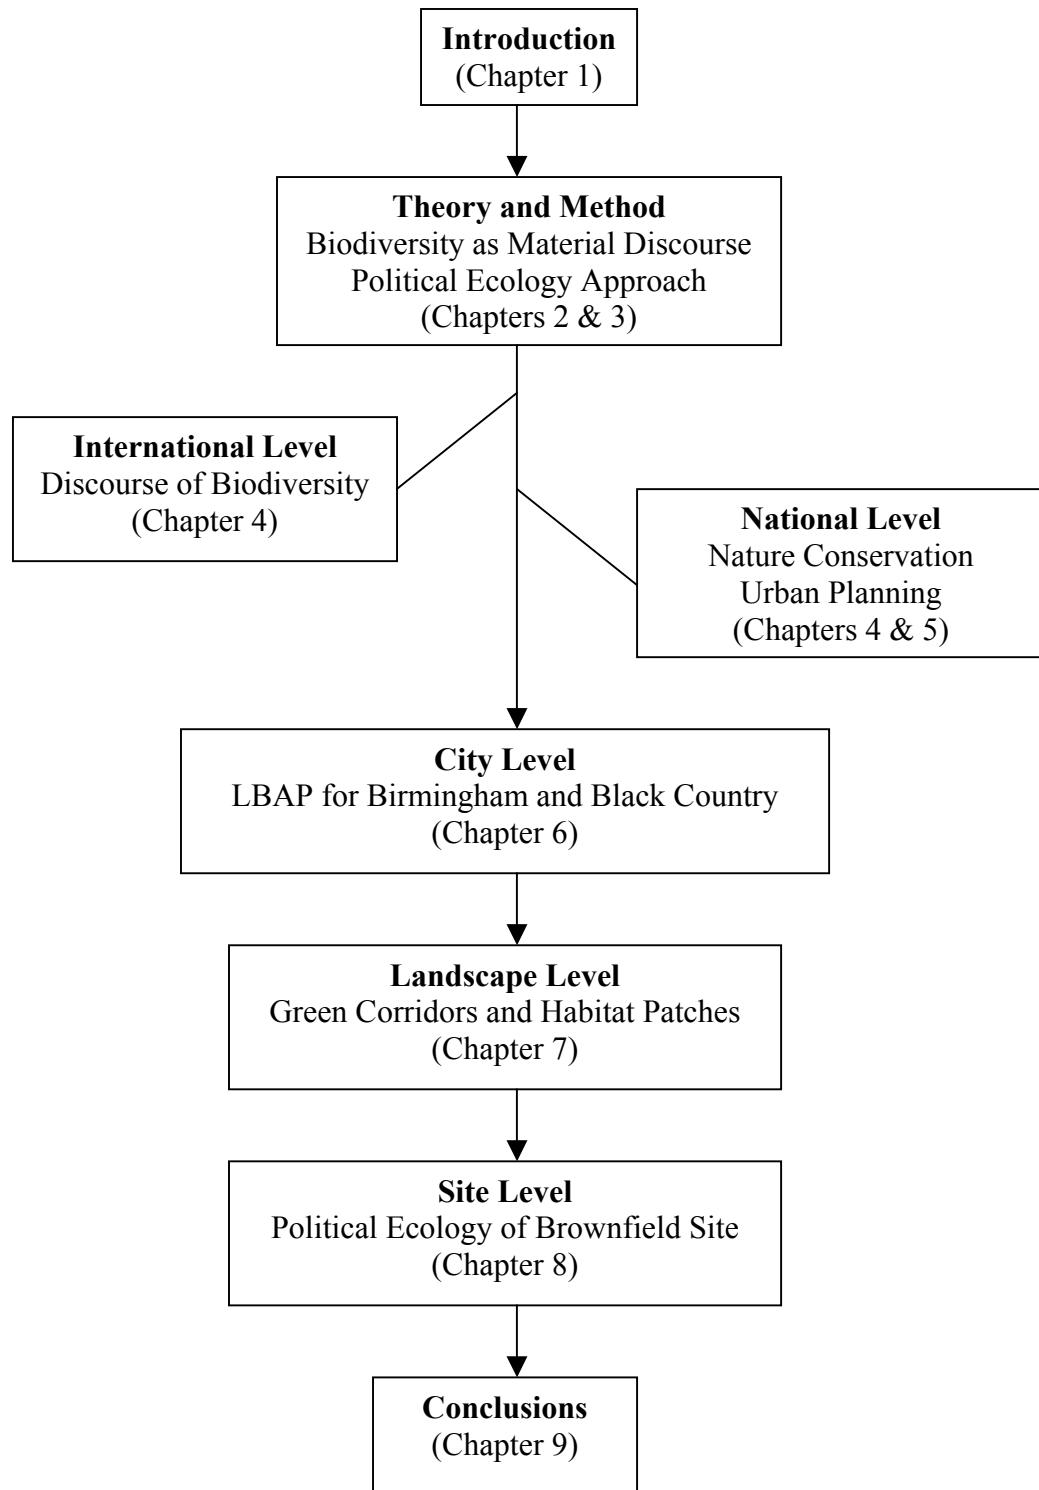 Introduction
(Chapter 1)
Theory and Method
Biodiversity as Material Discourse
Political Ecology Approach
(Chapters 2 & 3)
International Level
Discourse of Biodiversity
(Chapter 4)
National Level
Nature Conservation
Urban Planning
(Chapters 4 & 5)
City Level
LBAP for Birmingham and Black Country
(Chapter 6)
Landscape Level
Green Corridors and Habitat Patches
(Chapter 7)
Site Level
Political Ecology of Brownfield Site
(Chapter 8)
Conclusions
(Chapter 9)